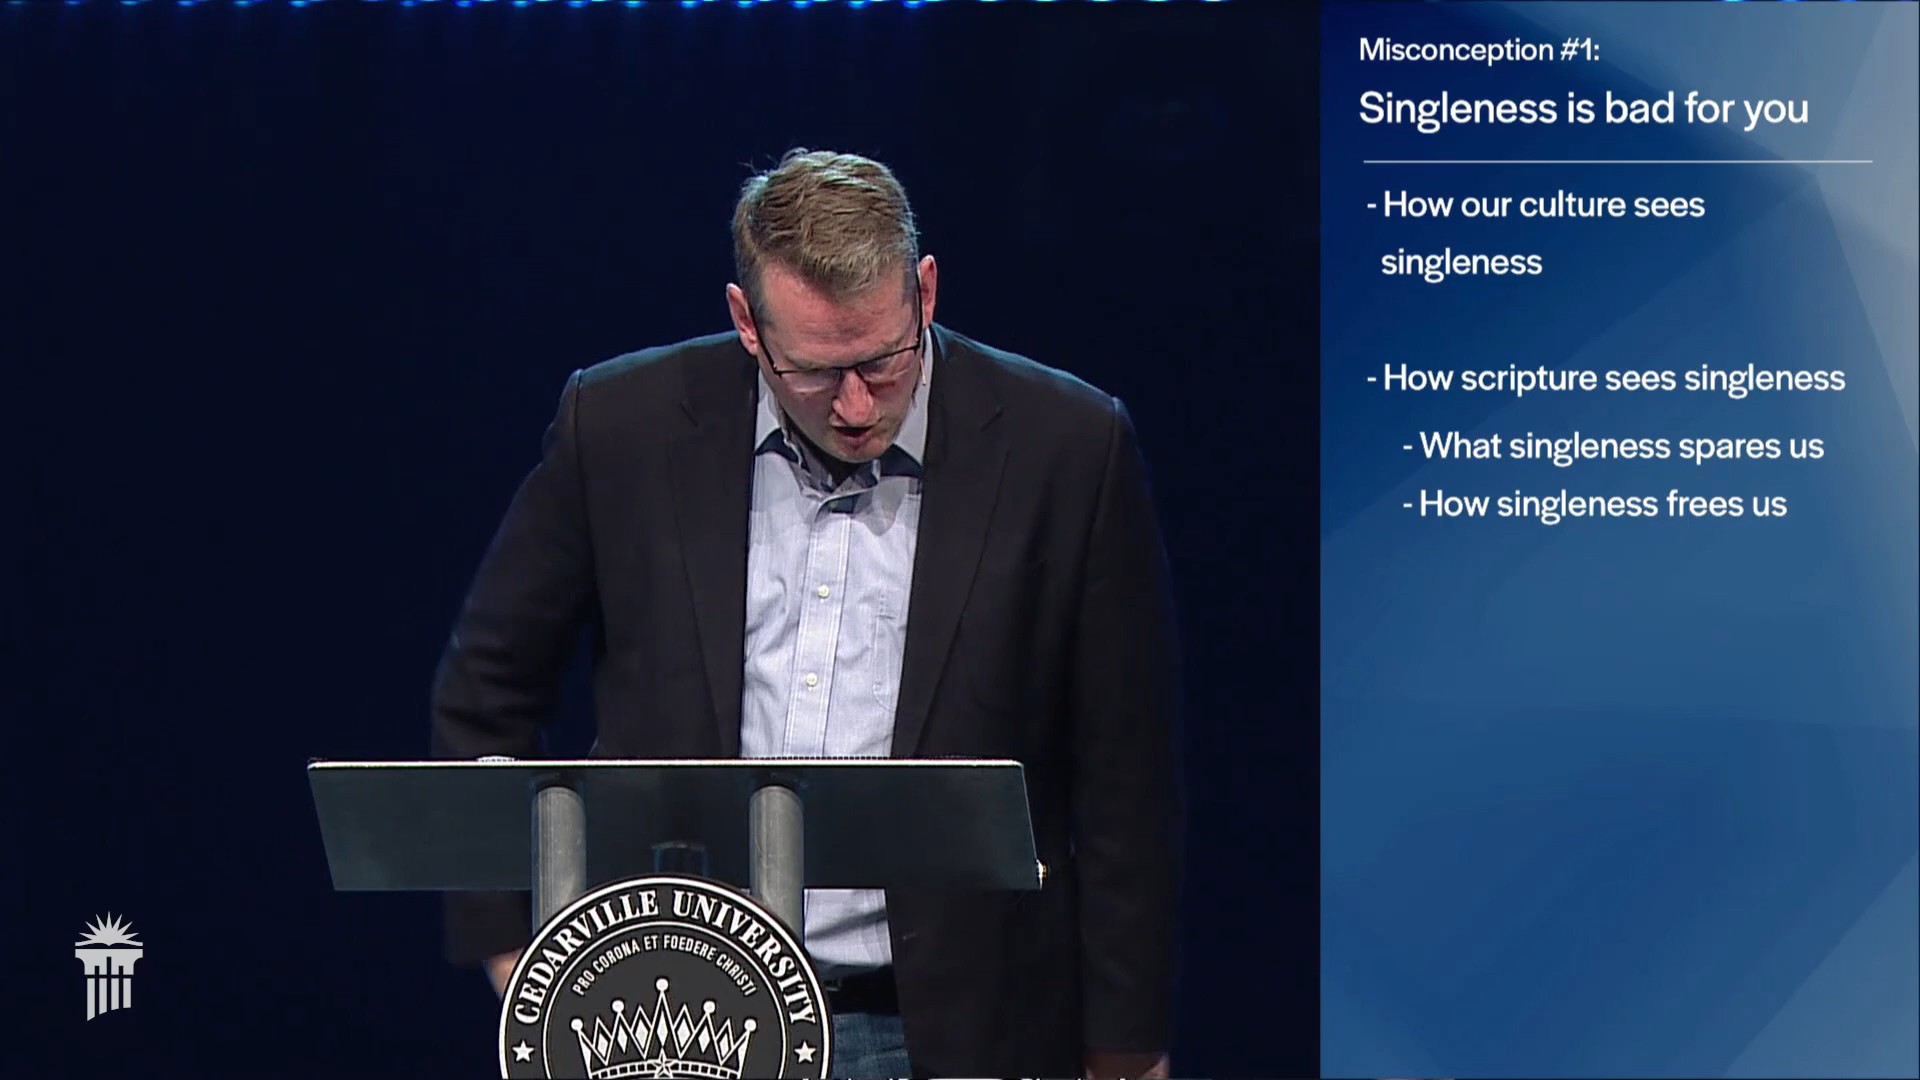 Misconception #1:
Singleness is bad for you
- How our culture sees
singleness
- How scripture sees singleness
- What singleness spares us
- How singleness frees us
CEDARVILLE UNIVERSITY
PRO CORONA ET FOEDERE CHRISTI